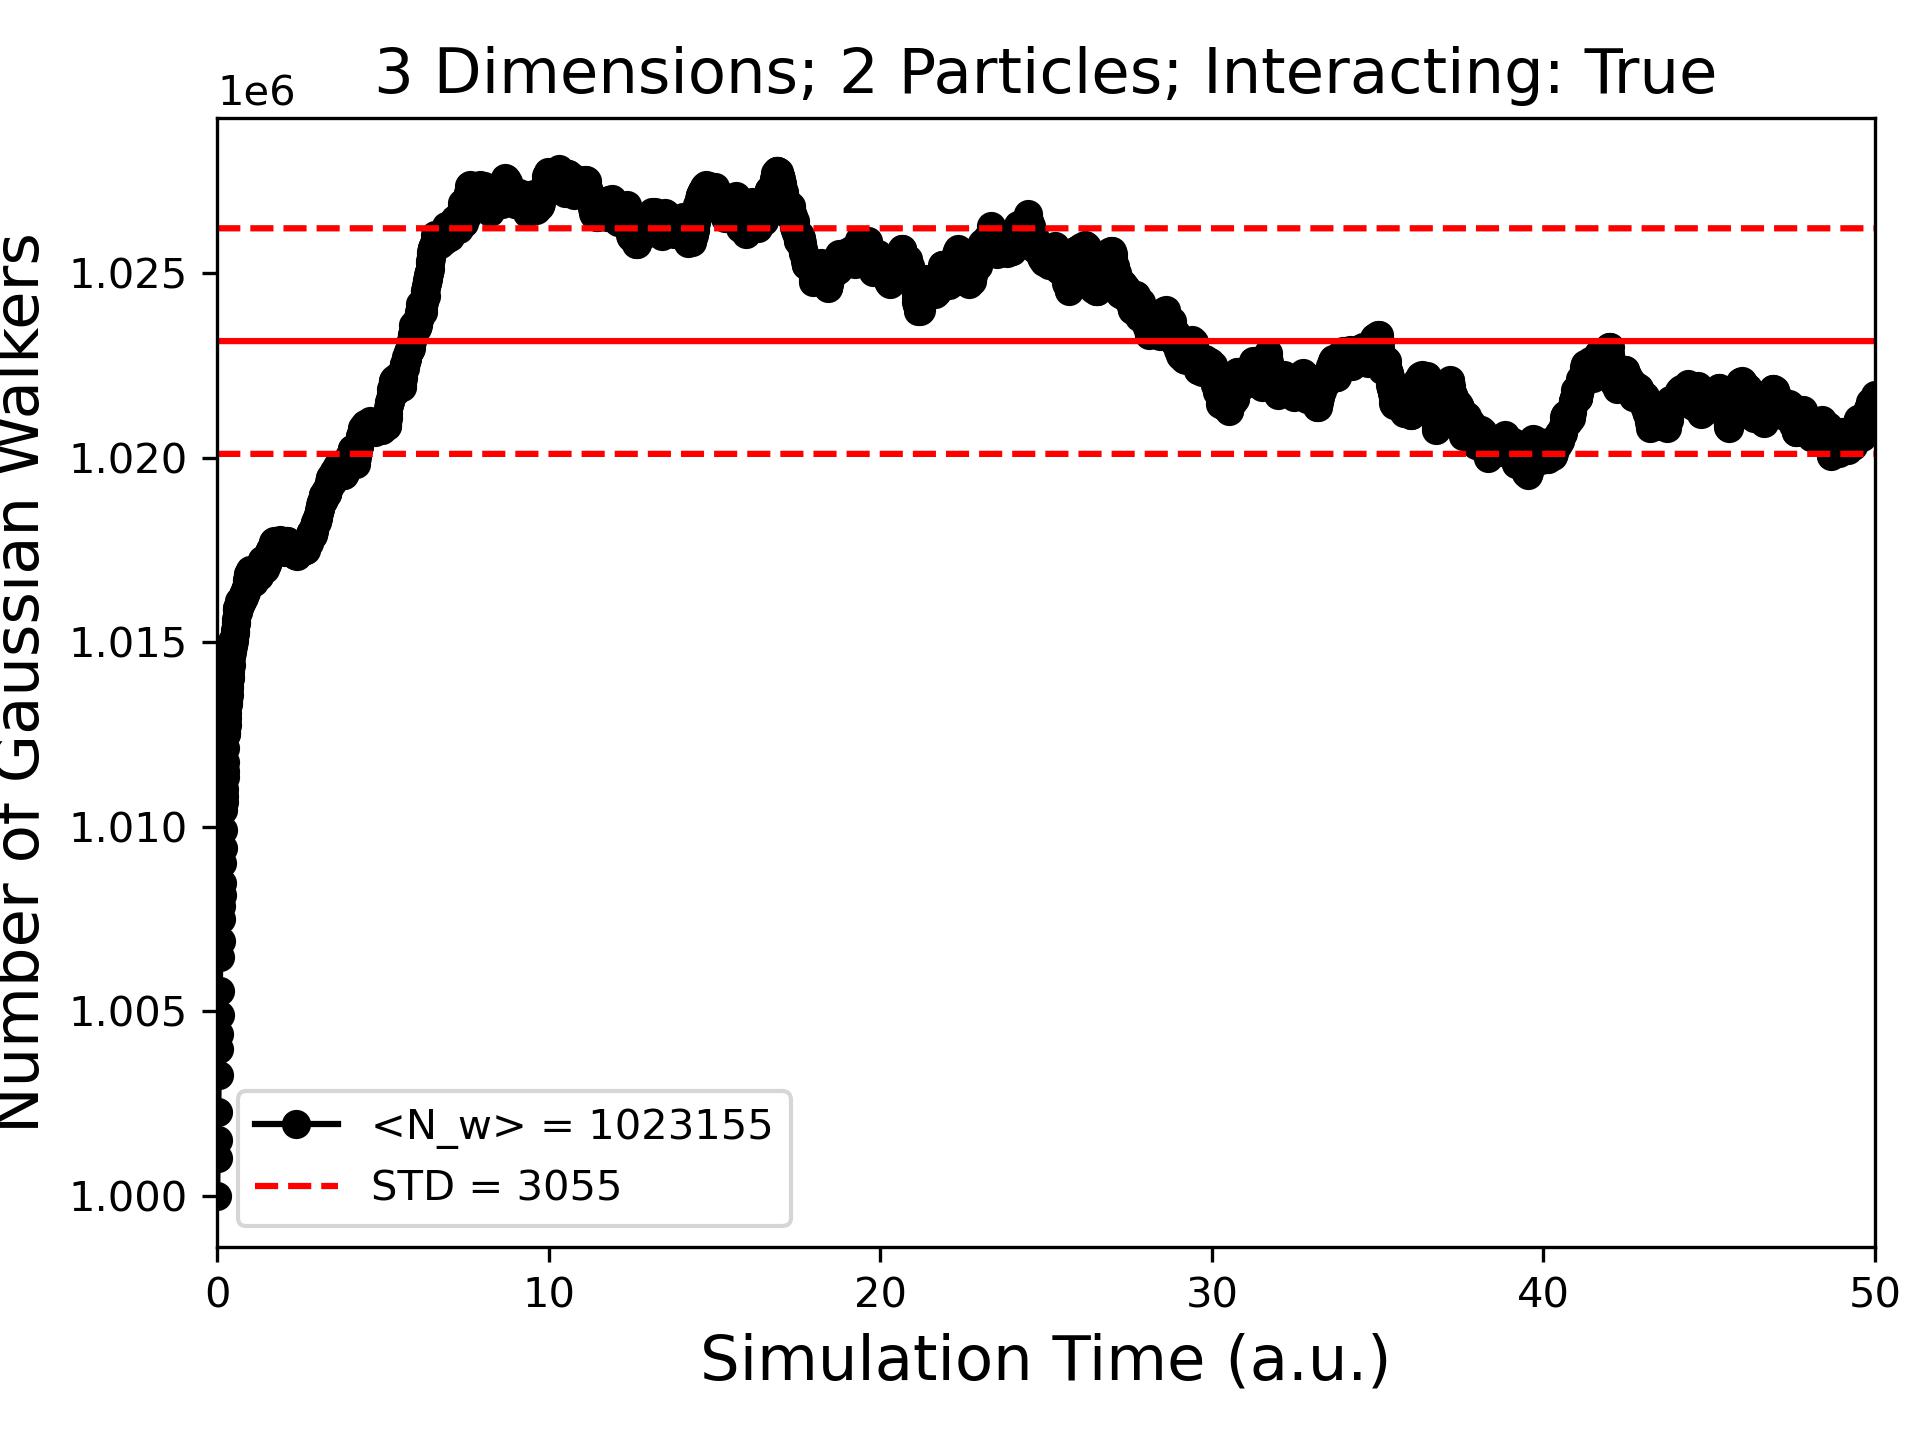 3 Dimensions; 2 Particles; Interacting: True
1e6
Number of Gaussian Walkers
1.025
1.020
1.015
1.010
1.005
1.000
<N_w> = 1023155
STD = 3055
0 10 20 30 40 50
Simulation Time (a.u.)